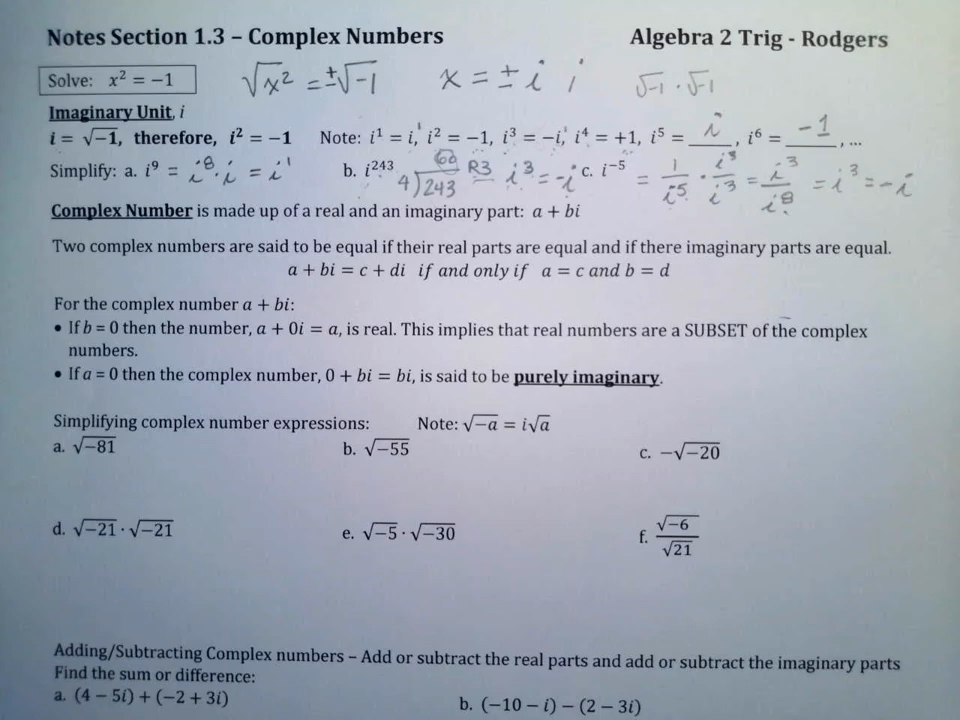 Notes Section 1.3 – Complex Numbers Algebra 2 Trig - Rodgers
Solve: x² = −1 √x² = ±√-1 x = ± i i √-1 · √-1
Imaginary Unit, i
i = √−1, therefore, i² = −1 Note: i¹ = i, i² = −1, i³ = −i, i⁴ = +1, i⁵ = i, i⁶ = -1, ...
Simplify: a. i⁹ = i⁸· i = i¹ b. i²⁴³ 4)243 60 R3 i³ = -i c. i⁻⁵ = 1/i⁵ · i³/i³ = i³/i⁸ = i³ = -i
Complex Number is made up of a real and an imaginary part: a + bi
Two complex numbers are said to be equal if their real parts are equal and if there imaginary parts are equal.
a + bi = c + di if and only if a = c and b = d
For the complex number a + bi:
• If b = 0 then the number, a + 0i = a, is real. This implies that real numbers are a SUBSET of the complex
numbers.
• If a = 0 then the complex number, 0 + bi = bi, is said to be purely imaginary.
Simplifying complex number expressions: Note: √−a = i√a
a. √−81 b. √−55 c. −√−20
d. √−21 · √−21 e. √−5 · √−30 f. √−6/√21
Adding/Subtracting Complex numbers – Add or subtract the real parts and add or subtract the imaginary parts
Find the sum or difference:
a. (4 − 5i) + (−2 + 3i) b. (−10 − i) − (2 − 3i)